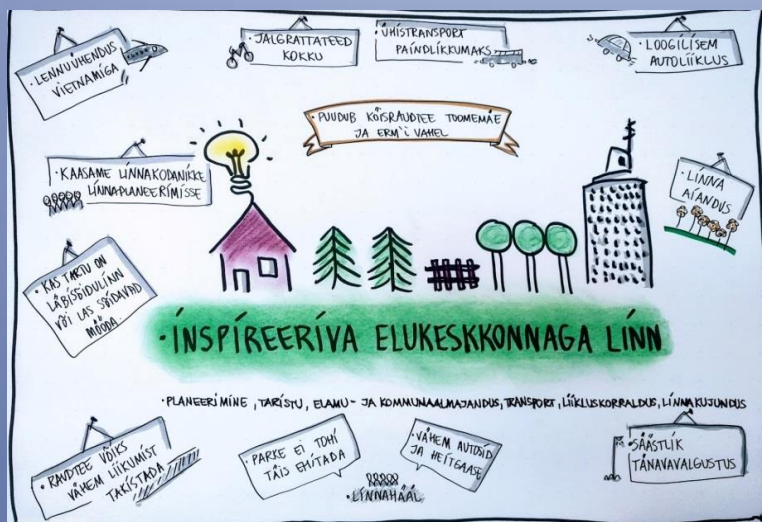 · LENNUÜHENDUS
VIETNAMIGA
· JALGRATTATEED
KOKKU
· ÜHISTRANSPORT
PAINDLIKKUMAKS
· LOOGILISEM
AUTOLIIKLUS
· PUUDUB KÖISRAUDTEE TOOMEMÄE
JA ERM'I VAHEL
· KAASAME LINNAKODANIKKE
LINNAPLANEERIMISSE
· LINNA
AIANDUS
· KAS TARTU ON
LÄBISÕIDULINN
VÕI LAS SÕIDAVAD
MÖÖDA.
· INSPIREERIVA ELUKESKKONNAGA LINN
· PLANEERIMINE, TARISTU, ELAMU- JA KOMMUNAALMAJANDUS, TRANSPORT, LIIKLUSKORRALDUS, LINNAKUJUNDUS
· RAUDTEE VÕIKS
VÄHEM LIIKUMIST
TAKISTADA
· PARKE EI TOHI
TÄIS EHITADA
· VÄHEM AUTOSID
JA HEITGAASE
· LINNAHÄÄL
· SÄÄSTLIK
TÄNAVAVALGUSTUS